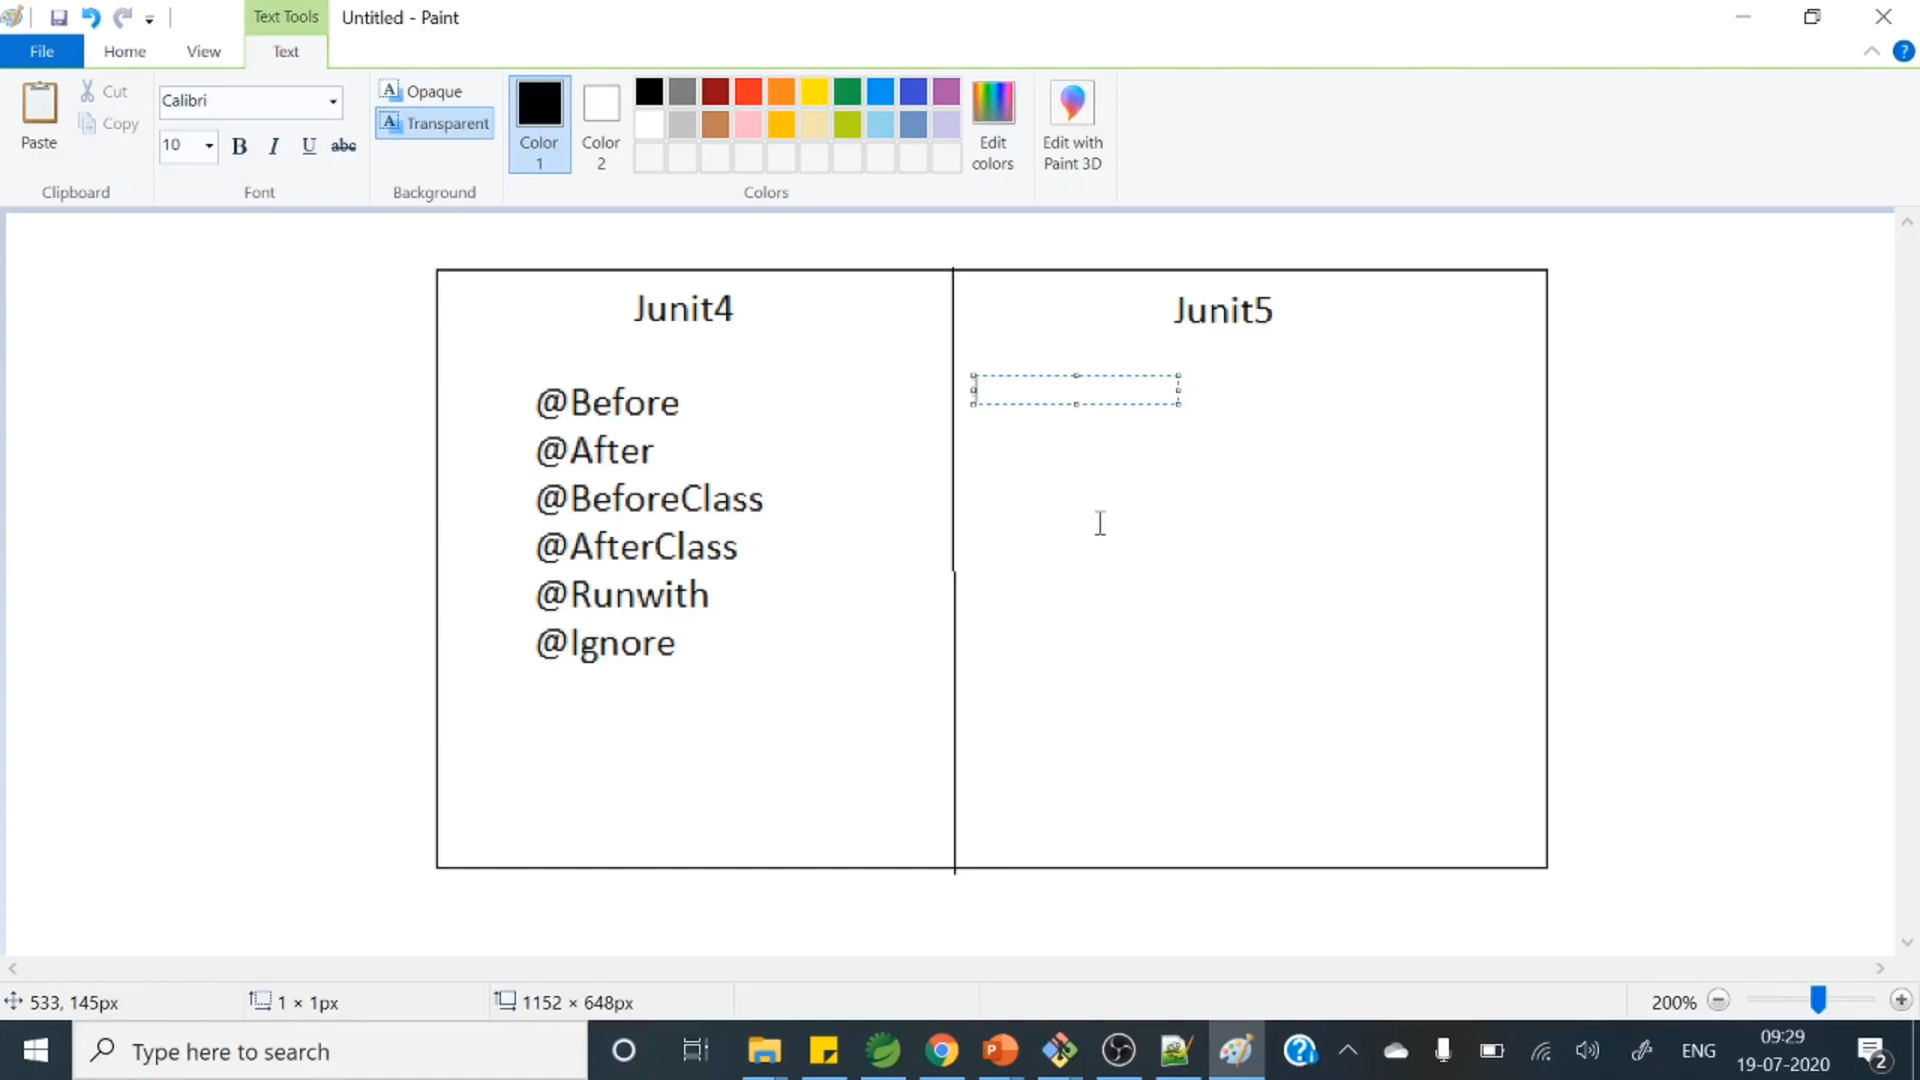 Text Tools
Untitled - Paint
File
Home
View
Text
Paste
Cut
Copy
Clipboard
Calibri
10
B
I
U
abc
Font
A Opaque
A Transparent
Background
Color
1
Color
2
Colors
Edit
colors
Edit with
Paint 3D
Junit4
Junit5
@Before
@After
@BeforeClass
@AfterClass
@Runwith
@Ignore
533, 145px
1 × 1px
1152 × 648px
200%
Type here to search
ENG
09:29
19-07-2020
2